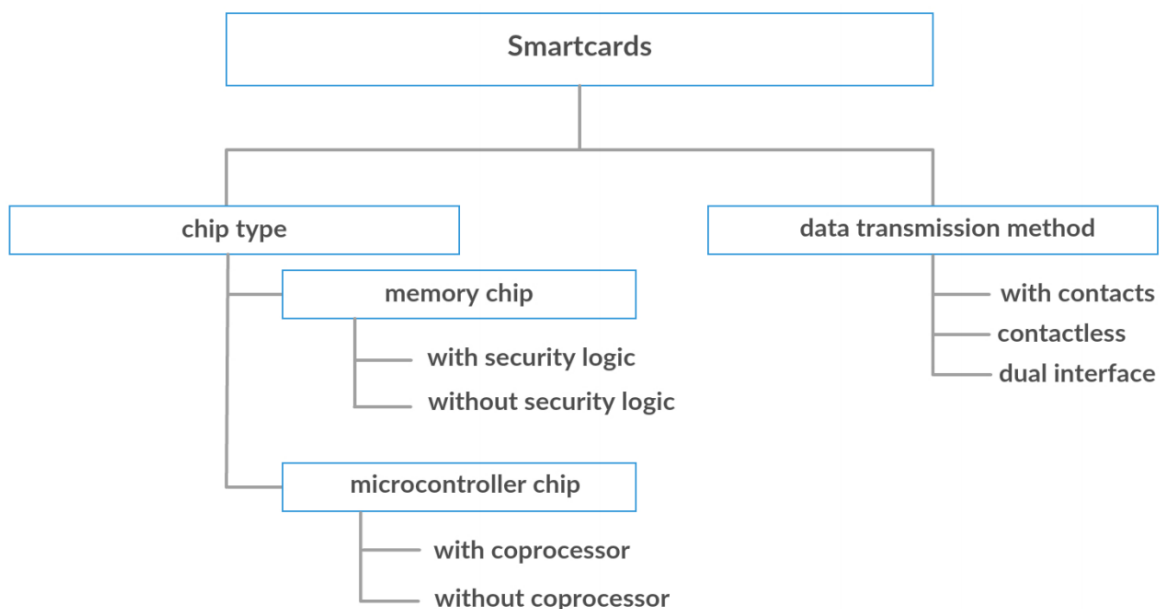 Smartcards
chip type
data transmission method
memory chip
with contacts
contactless
dual interface
with security logic
without security logic
microcontroller chip
with coprocessor
without coprocessor